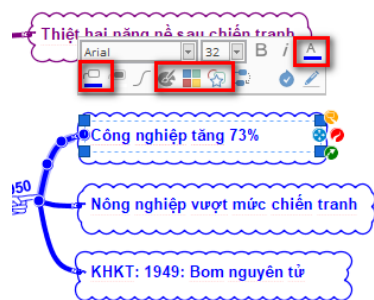 Thiệt hại nặng nề sau chiến tranh
Arial 32 B i A
Công nghiệp tăng 73%
950
Nông nghiệp vượt mức chiến tranh
KHKT: 1949: Bom nguyên tử